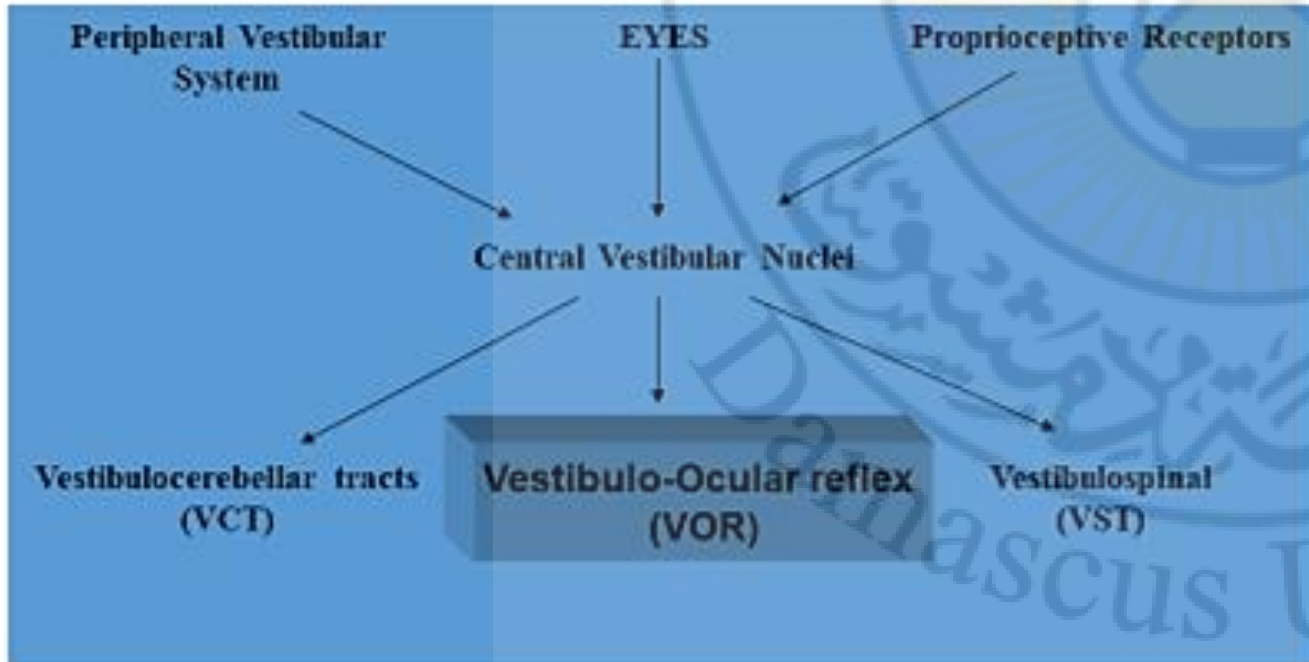 Peripheral Vestibular
System
EYES
Proprioceptive Receptors
Central Vestibular Nuclei
Vestibulocerebellar tracts
(VCT)
Vestibulo-Ocular reflex
(VOR)
Vestibulospinal
(VST)
Damascus U